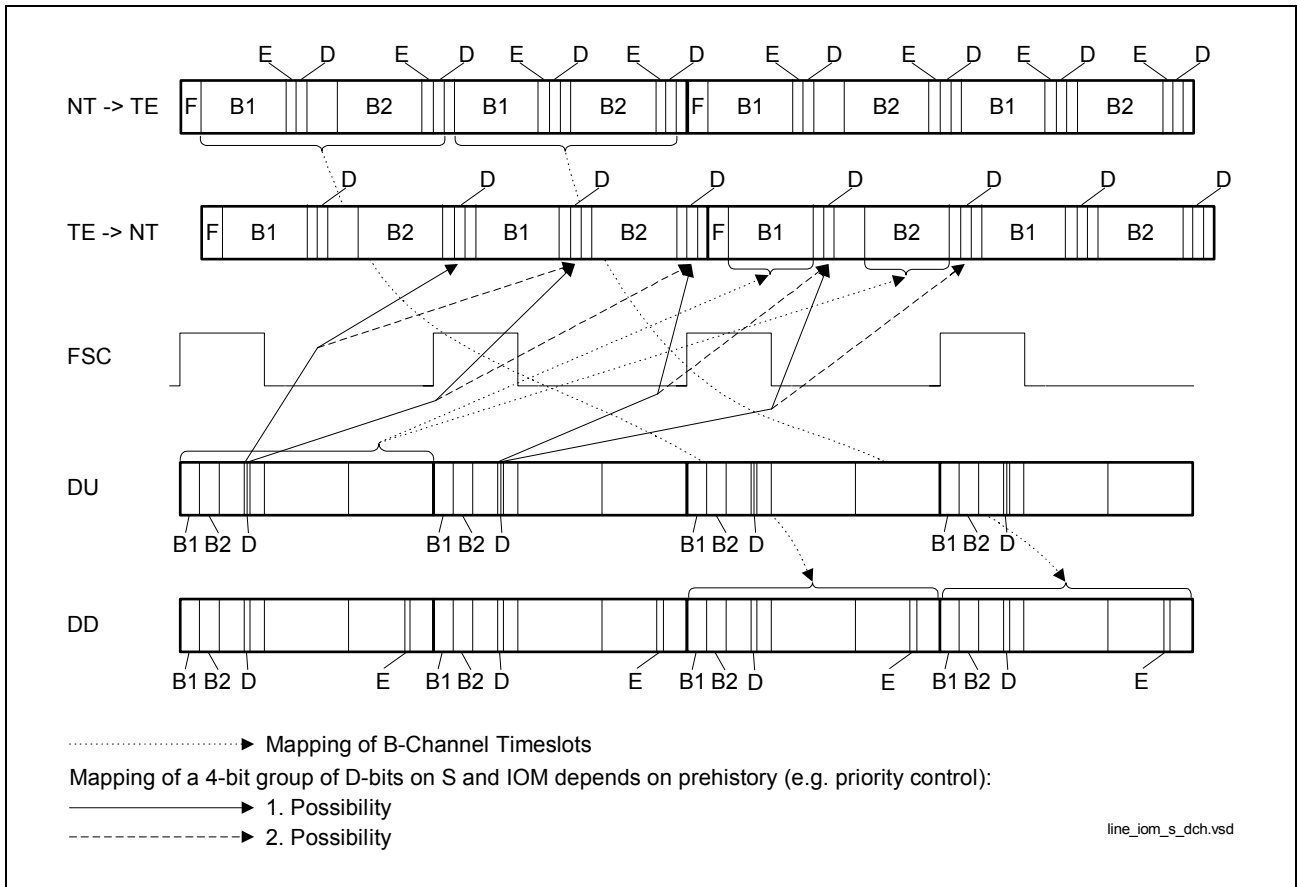 E D E D E D E D E D E D E D E D
NT -> TE F B1 B2 B1 B2 F B1 B2 B1 B2
D D D D D D D D
TE -> NT F B1 B2 B1 B2 F B1 B2 B1 B2
FSC
DU
B1 B2 D B1 B2 D B1 B2 D B1 B2 D
DD
B1 B2 D E B1 B2 D E B1 B2 D E B1 B2 D E
Mapping of B-Channel Timeslots
Mapping of a 4-bit group of D-bits on S and IOM depends on prehistory (e.g. priority control):
1. Possibility
2. Possibility
line_iom_s_dch.vsd